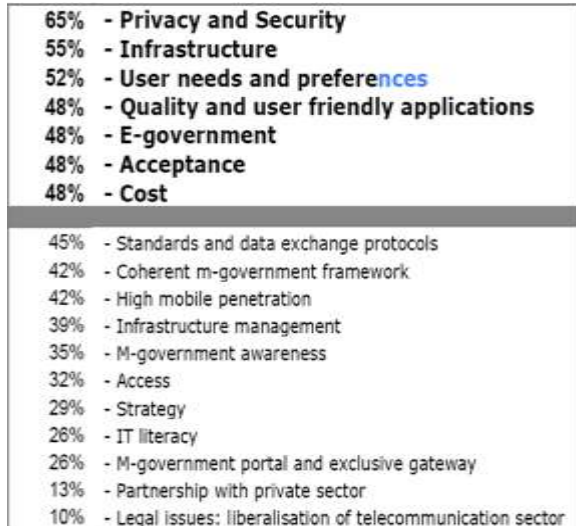 65% - Privacy and Security
55% - Infrastructure
52% - User needs and preferences
48% - Quality and user friendly applications
48% - E-government
48% - Acceptance
48% - Cost
45% - Standards and data exchange protocols
42% - Coherent m-government framework
42% - High mobile penetration
39% - Infrastructure management
35% - M-government awareness
32% - Access
29% - Strategy
26% - IT literacy
26% - M-government portal and exclusive gateway
13% - Partnership with private sector
10% - Legal issues: liberalisation of telecommunication sector